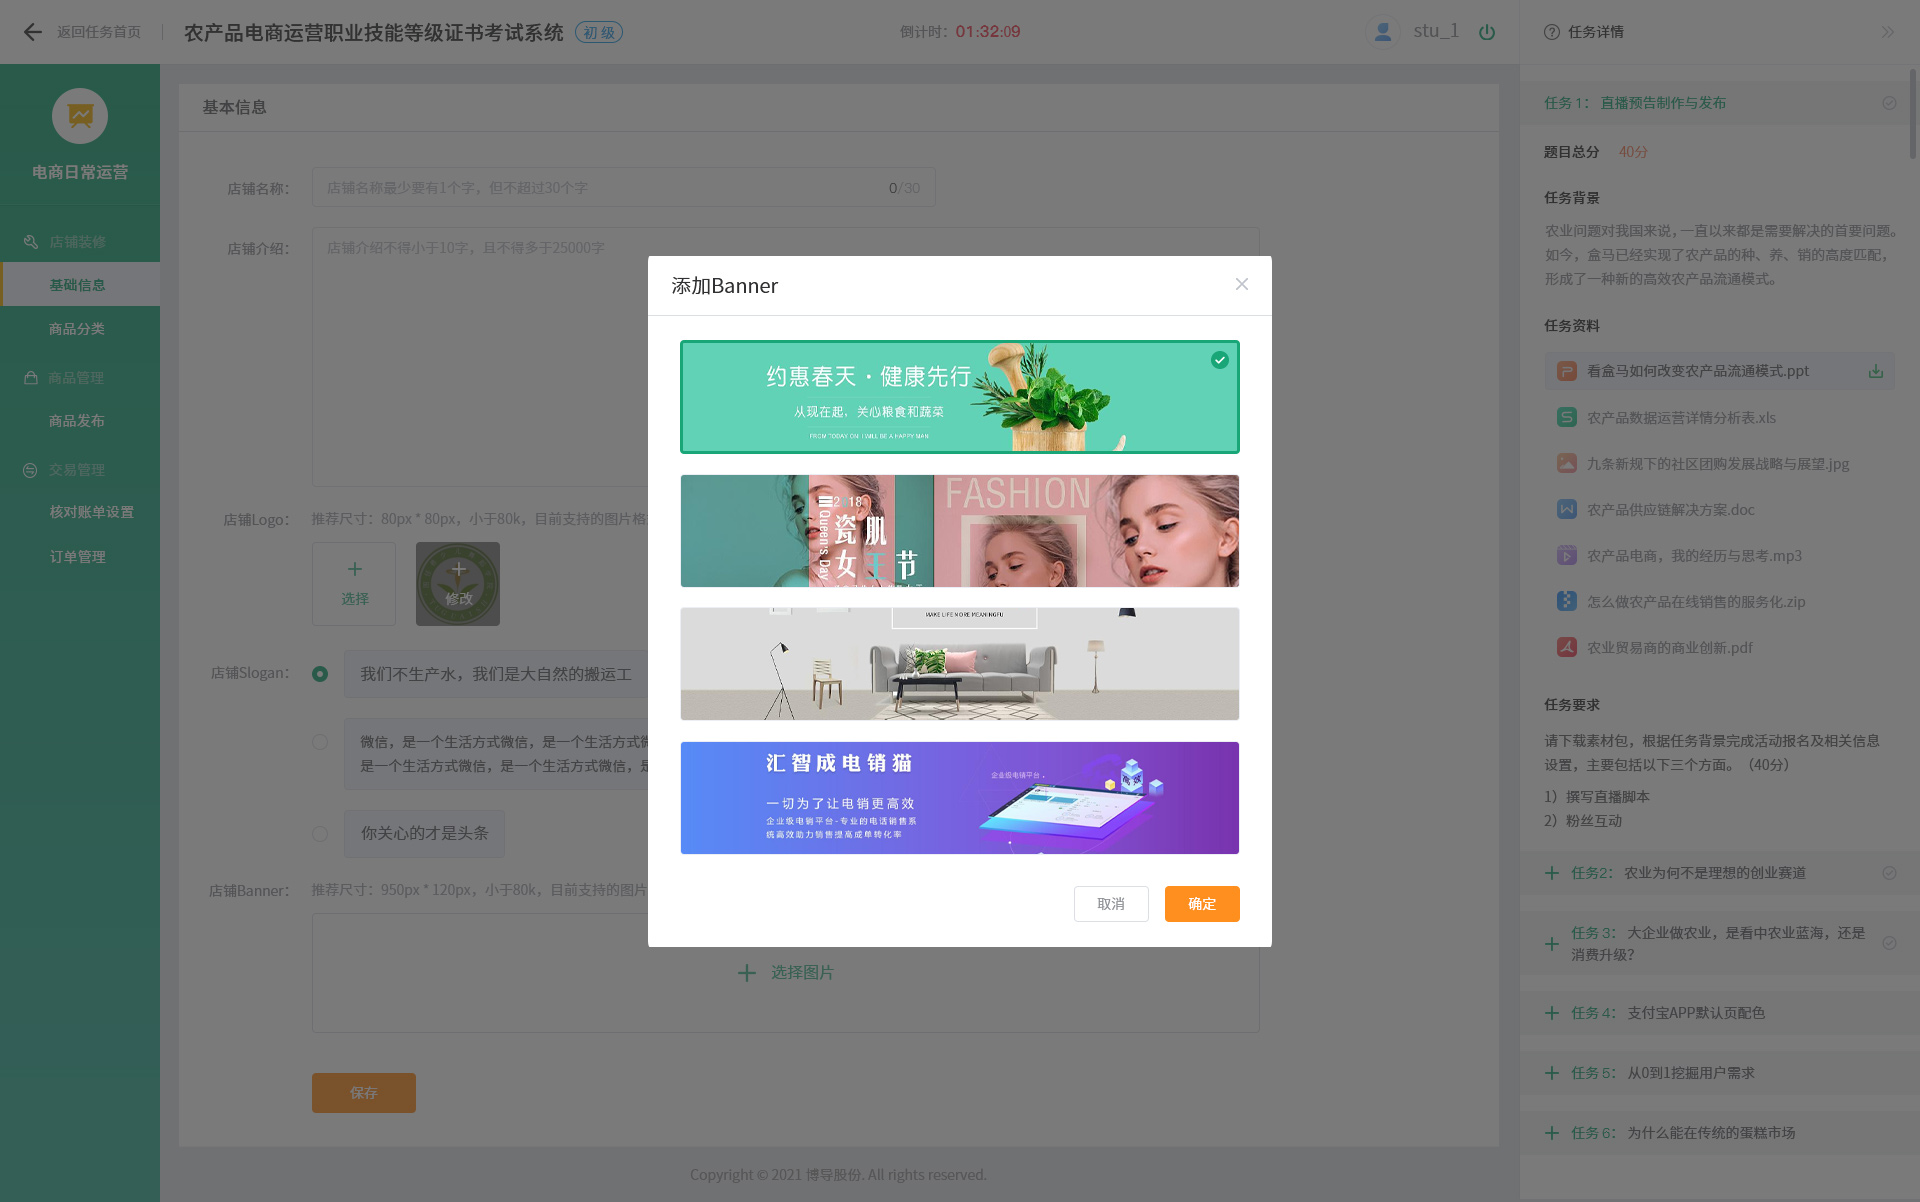 返回任务首页
农产品电商运营职业技能等级证书考试系统
初 级
倒计时：01:32:09
stu_1
任务详情
电商日常运营
店铺装修
基础信息
商品分类
商品管理
商品发布
交易管理
核对账单设置
订单管理
基本信息
店铺名称：
店铺名称最少要有1个字，但不超过30个字
0/30
店铺介绍：
店铺介绍不得小于10字，且不得多于25000字
店铺Logo：
推荐尺寸：80px * 80px，小于80k，目前支持的图片格
选择
修改
店铺Slogan：
我们不生产水，我们是大自然的搬运工
微信，是一个生活方式微信，是一个生活方式微
是一个生活方式微信，是一个生活方式微信，是
你关心的才是头条
店铺Banner：
推荐尺寸：950px * 120px，小于80k，目前支持的图片
选择图片
保存
Copyright © 2021 博导股份. All rights reserved.
添加Banner
约惠春天 · 健康先行
从现在起，关心粮食和蔬菜
FROM TODAY ON I WILL BE A HAPPY MAN
2018
Queen's Day
瓷肌
女王节
FASHION
MAKE LIFE MORE MEANINGFU
汇智成电销猫
一切为了让电销更高效
企业级电销平台-专业的电话销售系
统高效助力销售提高成单转化率
企业级电销平台
高效
取消
确定
任务 1： 直播预告制作与发布
题目总分 40分
任务背景
农业问题对我国来说，一直以来都是需要解决的首要问题。
如今，盒马已经实现了农产品的种、养、销的高度匹配，
形成了一种新的高效农产品流通模式。
任务资料
看盒马如何改变农产品流通模式.ppt
农产品数据运营详情分析表.xls
九条新规下的社区团购发展战略与展望.jpg
农产品供应链解决方案.doc
农产品电商，我的经历与思考.mp3
怎么做农产品在线销售的服务化.zip
农业贸易商的商业创新.pdf
任务要求
请下载素材包，根据任务背景完成活动报名及相关信息
设置，主要包括以下三个方面。（40分）
1）撰写直播脚本
2）粉丝互动
任务2： 农业为何不是理想的创业赛道
任务 3： 大企业做农业，是看中农业蓝海，还是
消费升级？
任务 4： 支付宝APP默认页配色
任务 5： 从0到1挖掘用户需求
任务 6： 为什么能在传统的蛋糕市场